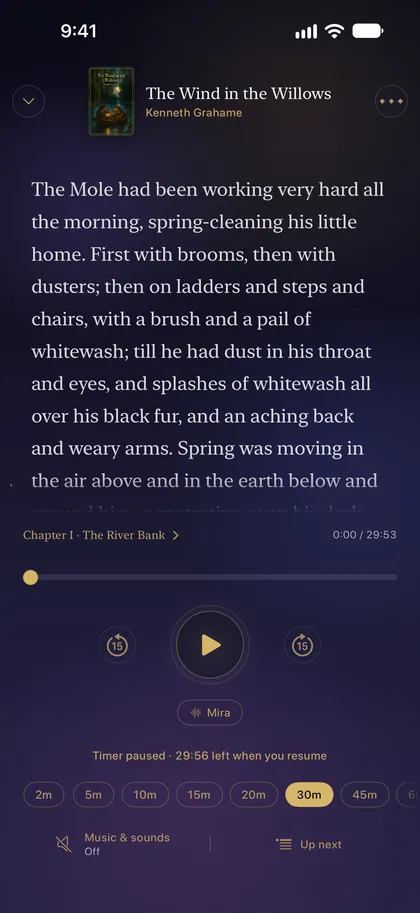 9:41
The Wind in the Willows
Kenneth Grahame
The Mole had been working very hard all
the morning, spring-cleaning his little
home. First with brooms, then with
dusters; then on ladders and steps and
chairs, with a brush and a pail of
whitewash; till he had dust in his throat
and eyes, and splashes of whitewash all
over his black fur, and an aching back
and weary arms. Spring was moving in
the air above and in the earth below and
Chapter I · The River Bank
0:00 / 29:53
15
15
Mira
Timer paused · 29:56 left when you resume
2m 5m 10m 15m 20m 30m 45m
Music & sounds
Off
Up next